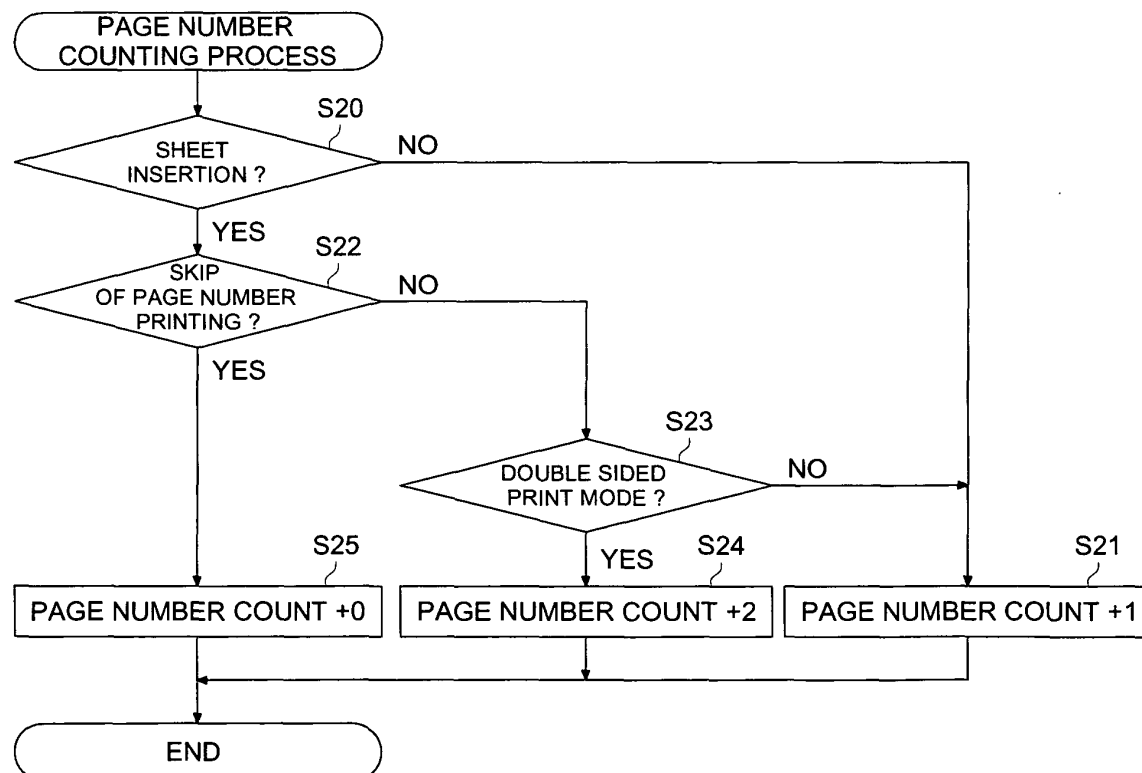 PAGE NUMBER
COUNTING PROCESS
S20
SHEET
INSERTION ?
NO
YES
S22
SKIP
OF PAGE NUMBER
PRINTING ?
NO
YES
S23
DOUBLE SIDED
PRINT MODE ?
NO
YES
S25
S24
S21
PAGE NUMBER COUNT +0
PAGE NUMBER COUNT +2
PAGE NUMBER COUNT +1
END